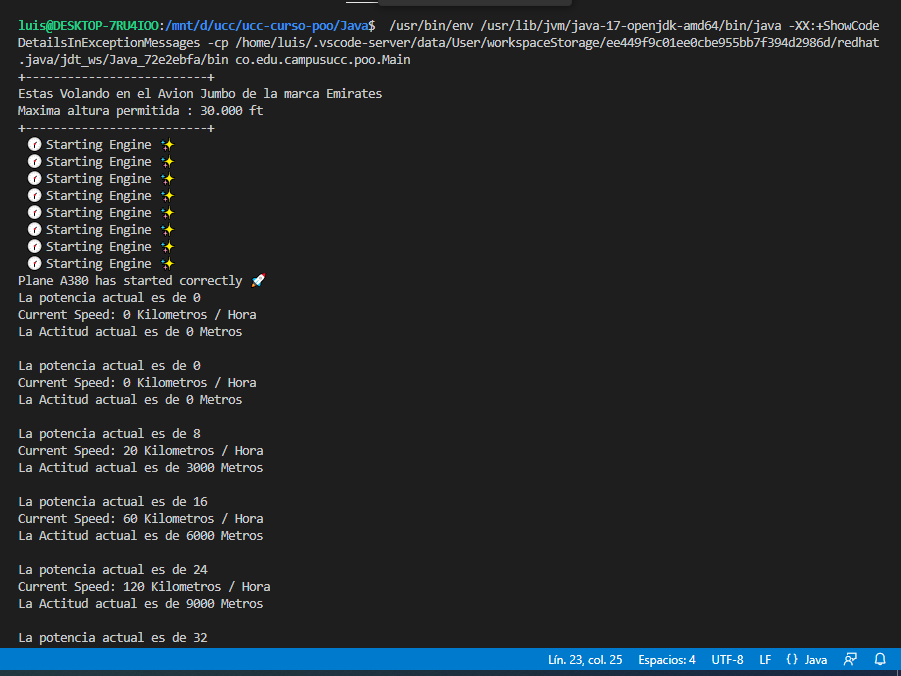 luis@DESKTOP-7RU4IOO:/mnt/d/ucc/ucc-curso-poo/Java$  /usr/bin/env /usr/lib/jvm/java-17-openjdk-amd64/bin/java -XX:+ShowCode
DetailsInExceptionMessages -cp /home/luis/.vscode-server/data/User/workspaceStorage/ee449f9c01ee0cbe955bb7f394d2986d/redhat
.java/jdt_ws/Java_72e2ebfa/bin co.edu.campusucc.poo.Main
+--------------------------+
Estas Volando en el Avion Jumbo de la marca Emirates
Maxima altura permitida : 30.000 ft
+--------------------------+
Starting Engine ✨
Starting Engine ✨
Starting Engine ✨
Starting Engine ✨
Starting Engine ✨
Starting Engine ✨
Starting Engine ✨
Starting Engine ✨
Plane A380 has started correctly 🚀
La potencia actual es de 0
Current Speed: 0 Kilometros / Hora
La Actitud actual es de 0 Metros
La potencia actual es de 0
Current Speed: 0 Kilometros / Hora
La Actitud actual es de 0 Metros
La potencia actual es de 8
Current Speed: 20 Kilometros / Hora
La Actitud actual es de 3000 Metros
La potencia actual es de 16
Current Speed: 60 Kilometros / Hora
La Actitud actual es de 6000 Metros
La potencia actual es de 24
Current Speed: 120 Kilometros / Hora
La Actitud actual es de 9000 Metros
La potencia actual es de 32
Lín. 23, col. 25 Espacios: 4 UTF-8 LF {} Java